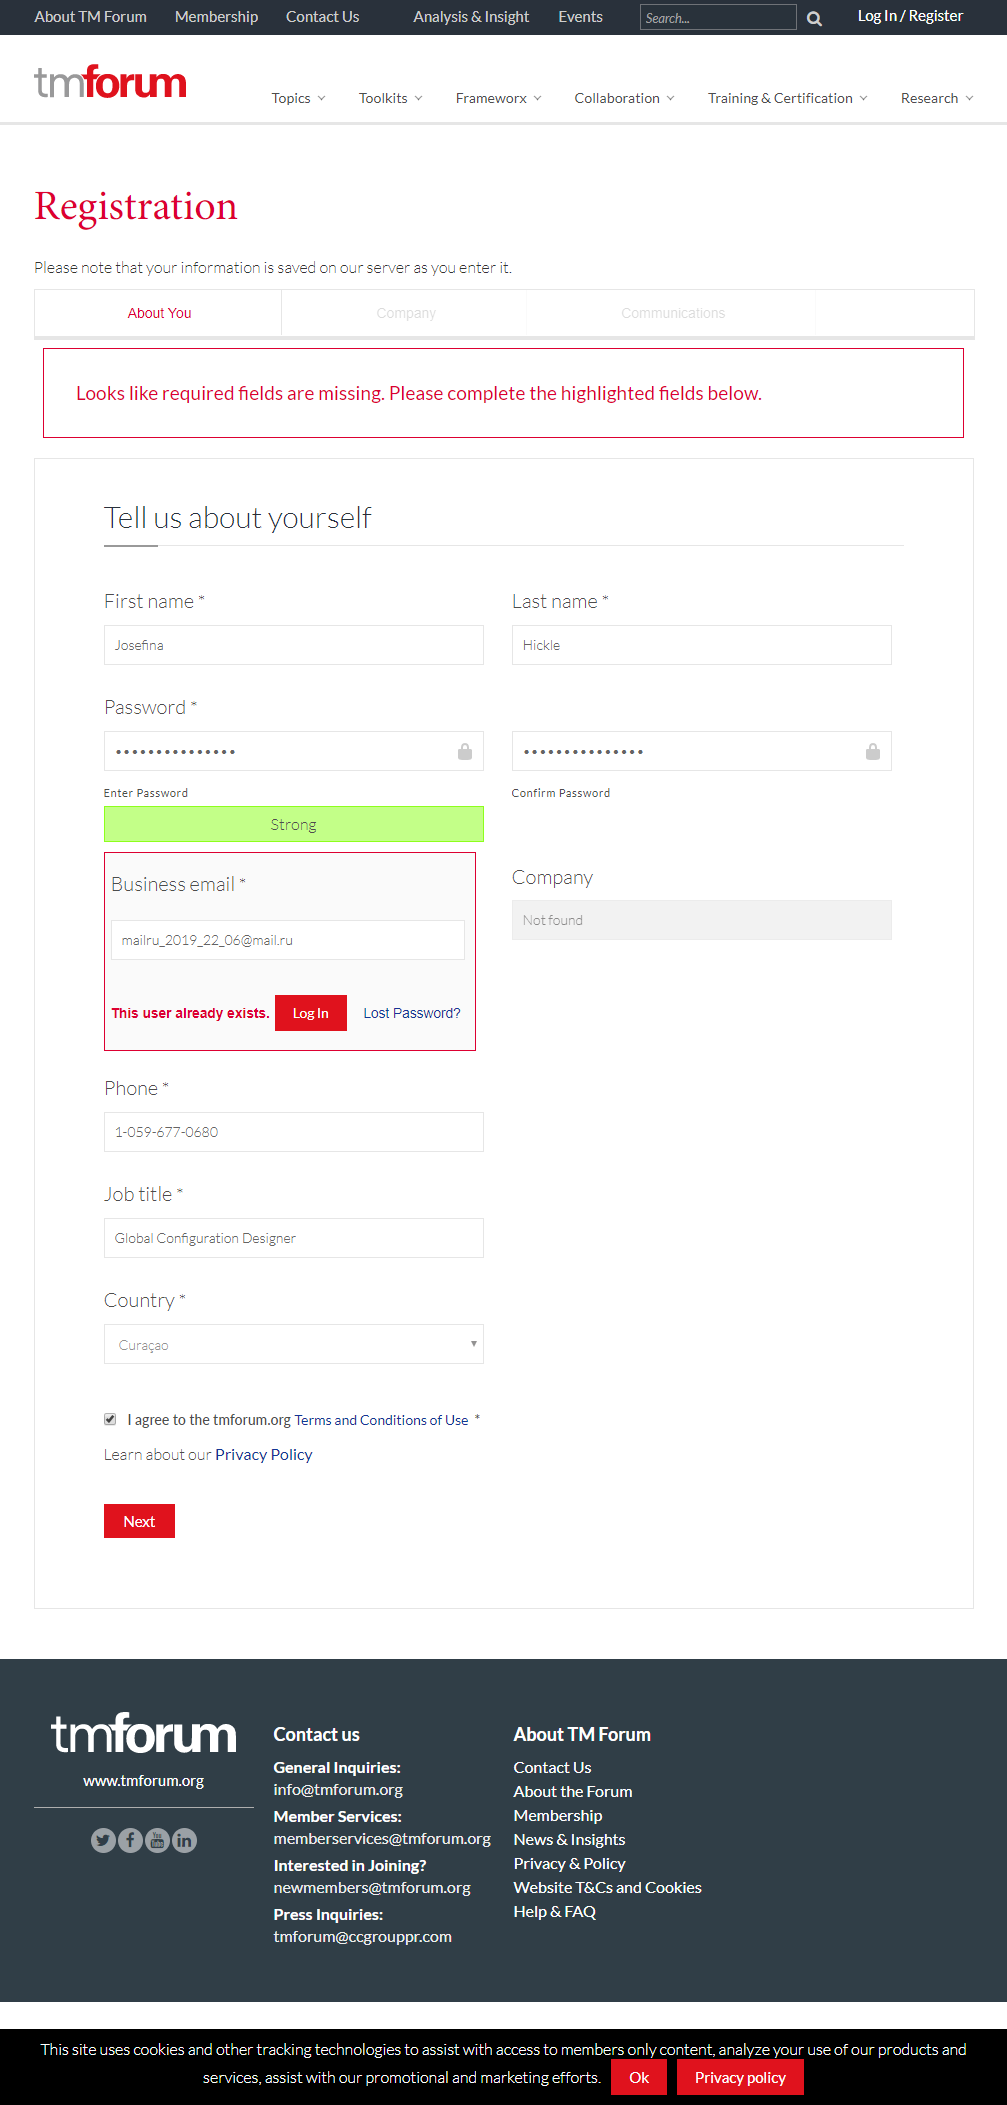 About TM Forum Membership Contact Us Analysis & Insight Events Search... Log In / Register
tmforum
Topics Toolkits Frameworx Collaboration Training & Certification Research
Registration
Please note that your information is saved on our server as you enter it.
About You Company Communications
Looks like required fields are missing. Please complete the highlighted fields below.
Tell us about yourself
First name * Last name *
Josefina Hickle
Password *
••••••••••••••• •••••••••••••••
Enter Password Confirm Password
Strong
Business email * Company
mailru_2019_22_06@mail.ru Not found
This user already exists. Log In Lost Password?
Phone *
1-059-677-0680
Job title *
Global Configuration Designer
Country *
Curaçao
I agree to the tmforum.org Terms and Conditions of Use *
Learn about our Privacy Policy
Next
tmforum
www.tmforum.org
Contact us
General Inquiries:
info@tmforum.org
Member Services:
memberservices@tmforum.org
Interested in Joining?
newmembers@tmforum.org
Press Inquiries:
tmforum@ccgrouppr.com
About TM Forum
Contact Us
About the Forum
Membership
News & Insights
Privacy & Policy
Website T&Cs and Cookies
Help & FAQ
This site uses cookies and other tracking technologies to assist with access to members only content, analyze your use of our products and
services, assist with our promotional and marketing efforts. Ok Privacy policy